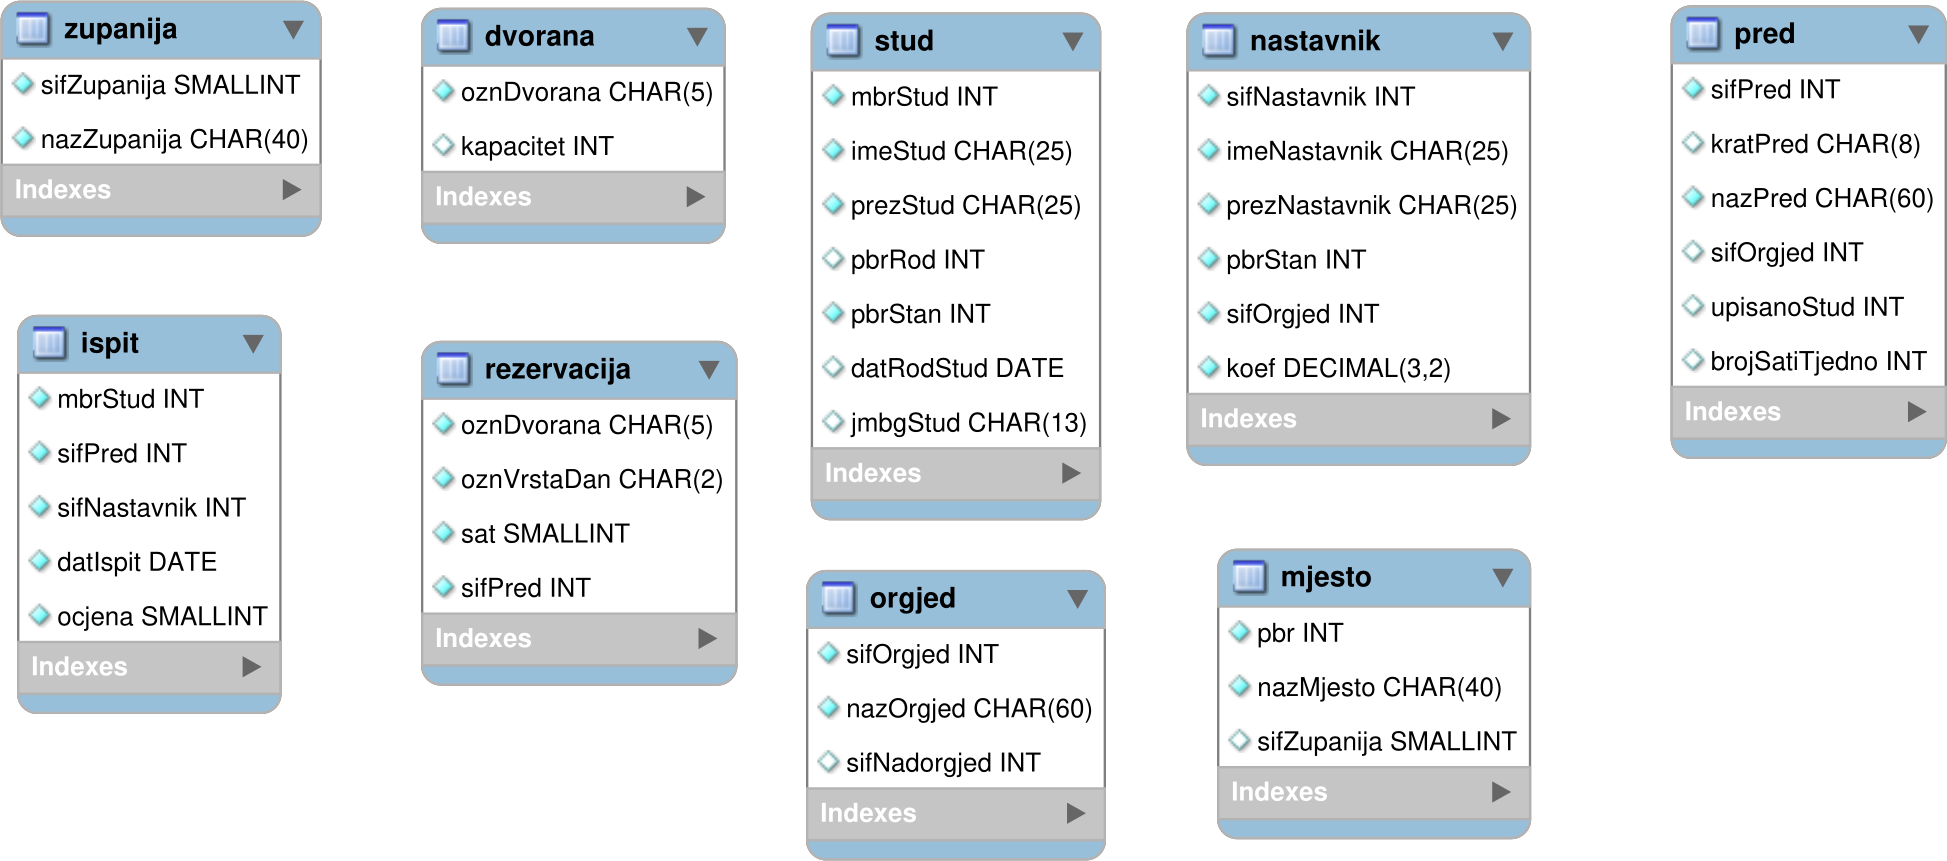 zupanija
sifZupanija SMALLINT
nazZupanija CHAR(40)
Indexes
dvorana
oznDvorana CHAR(5)
kapacitet INT
Indexes
stud
mbrStud INT
imeStud CHAR(25)
prezStud CHAR(25)
pbrRod INT
pbrStan INT
datRodStud DATE
jmbgStud CHAR(13)
Indexes
nastavnik
sifNastavnik INT
imeNastavnik CHAR(25)
prezNastavnik CHAR(25)
pbrStan INT
sifOrgjed INT
koef DECIMAL(3,2)
Indexes
pred
sifPred INT
kratPred CHAR(8)
nazPred CHAR(60)
sifOrgjed INT
upisanoStud INT
brojSatiTjedno INT
Indexes
ispit
mbrStud INT
sifPred INT
sifNastavnik INT
datIspit DATE
ocjena SMALLINT
Indexes
rezervacija
oznDvorana CHAR(5)
oznVrstaDan CHAR(2)
sat SMALLINT
sifPred INT
Indexes
orgjed
sifOrgjed INT
nazOrgjed CHAR(60)
sifNadorgjed INT
Indexes
mjesto
pbr INT
nazMjesto CHAR(40)
sifZupanija SMALLINT
Indexes